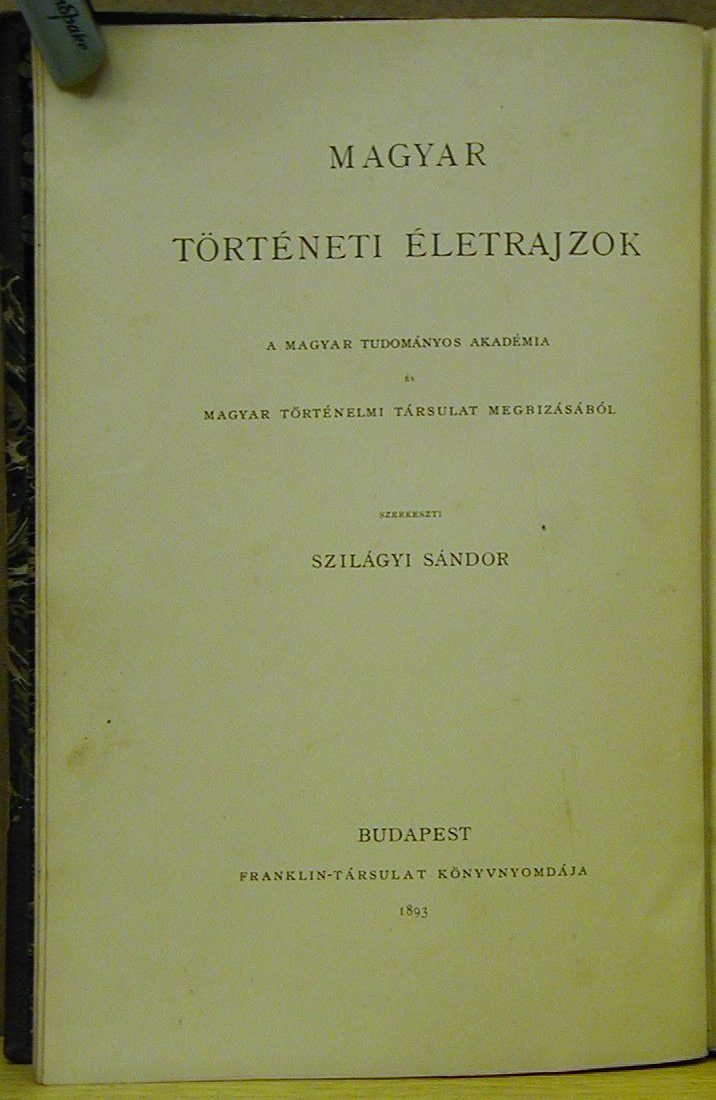 MAGYAR
TÖRTÉNETI ÉLETRAJZOK
A MAGYAR TUDOMÁNYOS AKADÉMIA
ÉS
MAGYAR TÖRTÉNELMI TÁRSULAT MEGBIZÁSÁBÓL
SZERKESZTI
SZILÁGYI SÁNDOR
BUDAPEST
FRANKLIN-TÁRSULAT KÖNYVNYOMDÁJA
1893